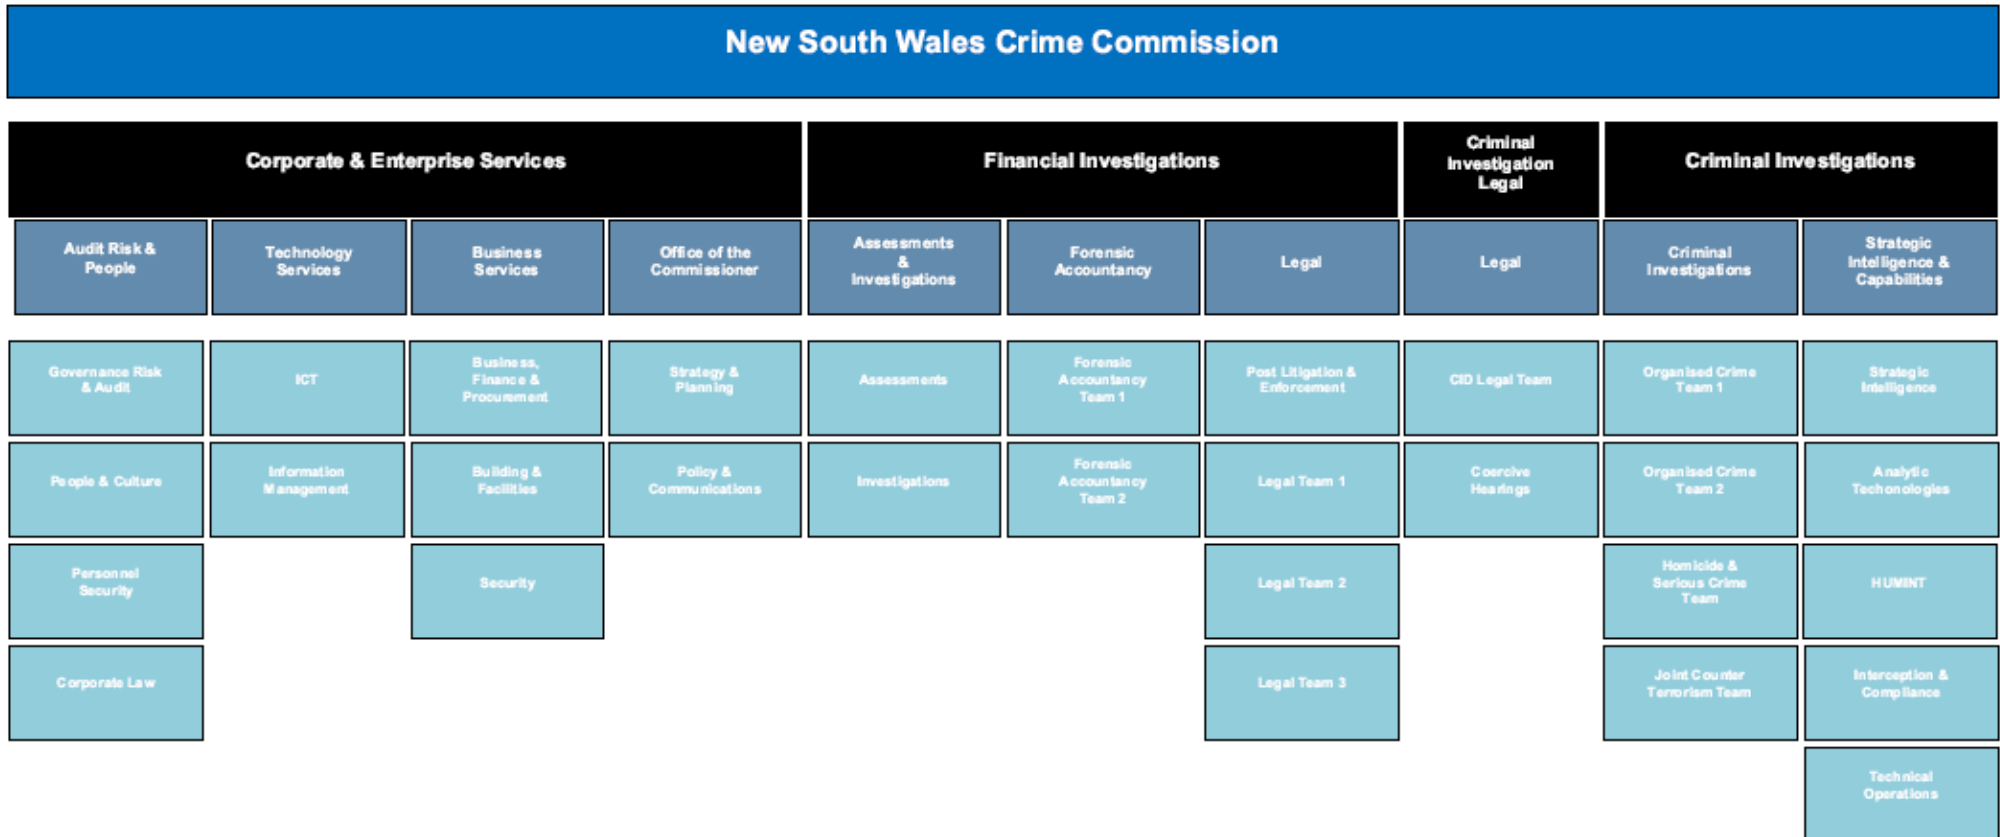 New South Wales Crime Commission
Corporate & Enterprise Services
Financial Investigations
Criminal
Investigation
Legal
Criminal Investigations
Audit Risk &
People
Technology
Services
Business
Services
Office of the
Commissioner
Assessments
&
Investigations
Forensic
Accountancy
Legal
Legal
Criminal
Investigations
Strategic
Intelligence &
Capabilities
Governance Risk
& Audit
ICT
Business,
Finance &
Procurement
Strategy &
Planning
Assessments
Forensic
Accountancy
Team 1
Post Litigation &
Enforcement
CID Legal Team
Organised Crime
Team 1
Strategic
Intelligence
People & Culture
Information
Management
Building &
Facilities
Policy &
Communications
Investigations
Forensic
Accountancy
Team 2
Legal Team 1
Coercive
Hearings
Organised Crime
Team 2
Analytic
Techonologies
Personnel
Security
Security
Legal Team 2
Homicide &
Serious Crime
Team
HUMINT
Corporate Law
Legal Team 3
Joint Counter
Terrorism Team
Interception &
Compliance
Technical
Operations